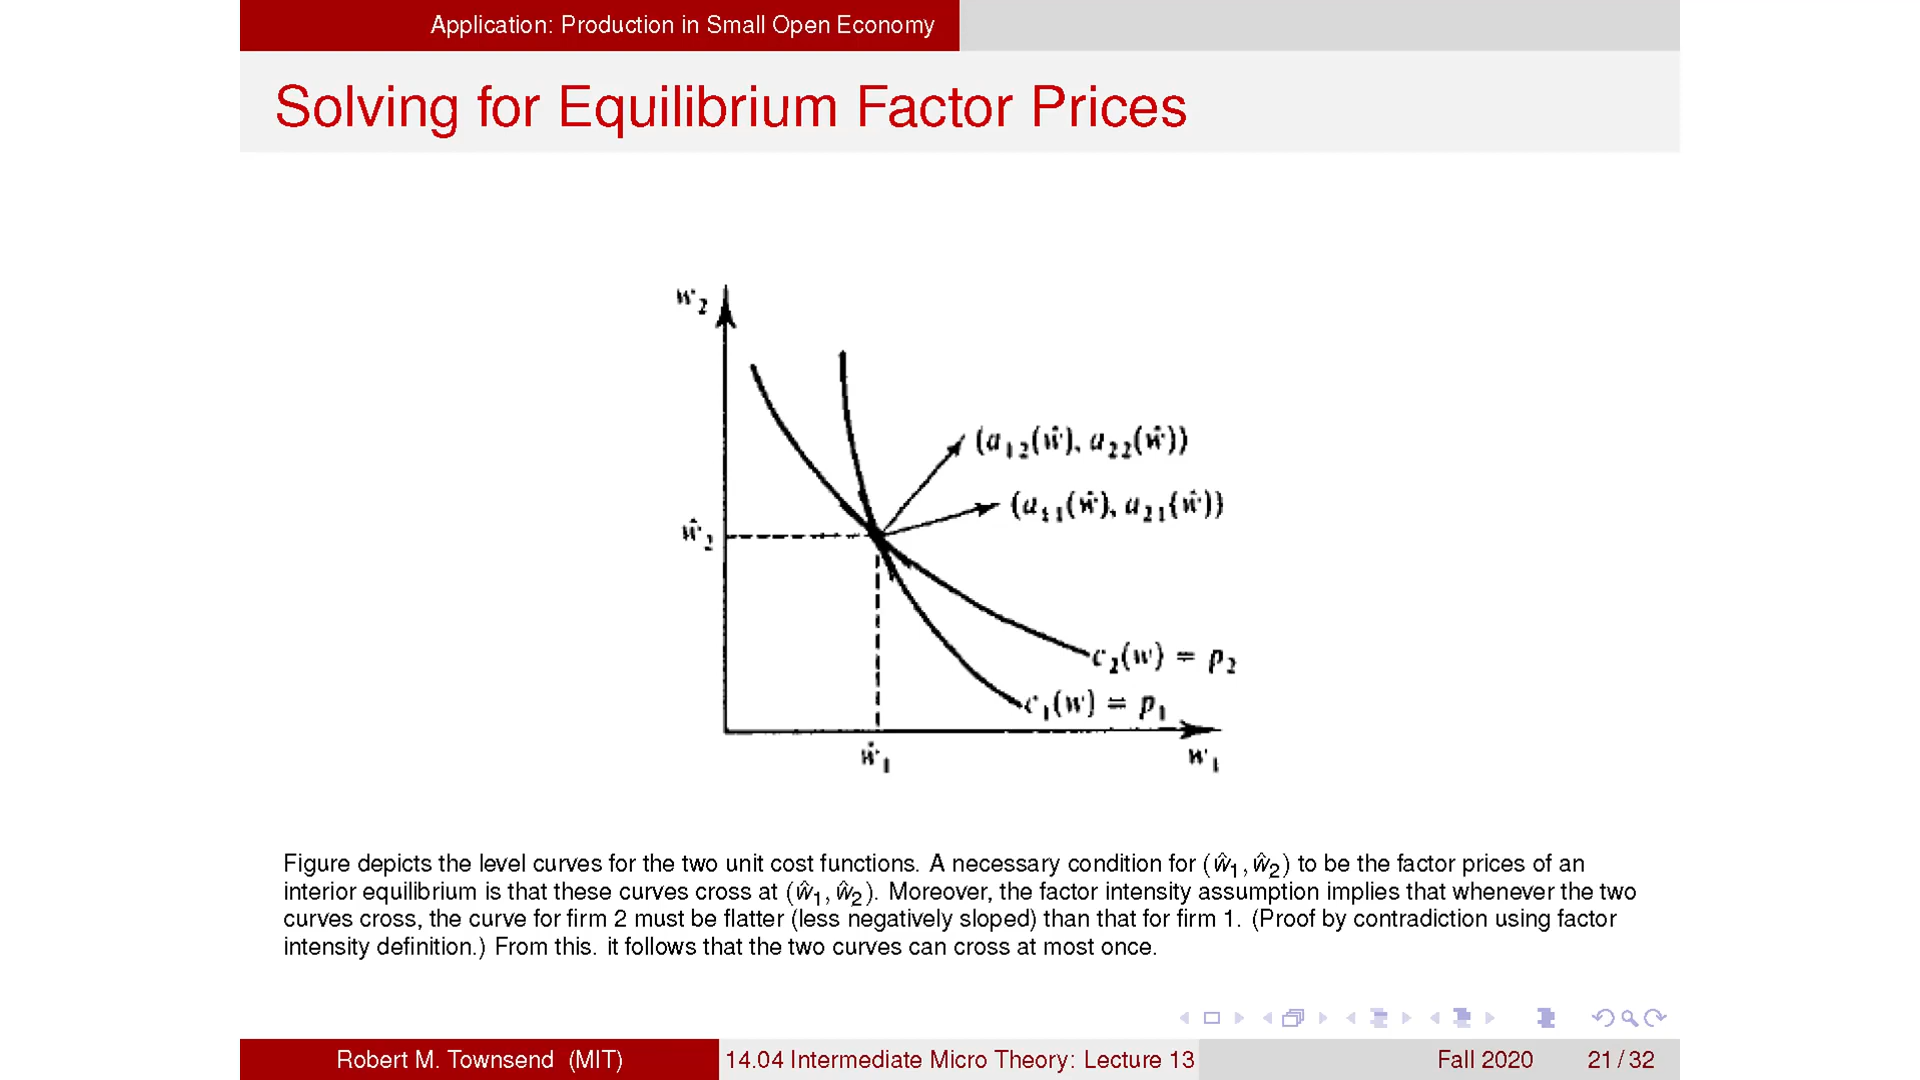 Application: Production in Small Open Economy
Solving for Equilibrium Factor Prices
w₂
(a₁₂(ŵ), a₂₂(ŵ))
(a₁₁(ŵ), a₂₁(ŵ))
ŵ₂
c₂(w) = p₂
c₁(w) = p₁
ŵ₁
w₁
Figure depicts the level curves for the two unit cost functions. A necessary condition for (ŵ₁, ŵ₂) to be the factor prices of an
interior equilibrium is that these curves cross at (ŵ₁, ŵ₂). Moreover, the factor intensity assumption implies that whenever the two
curves cross, the curve for firm 2 must be flatter (less negatively sloped) than that for firm 1. (Proof by contradiction using factor
intensity definition.) From this. it follows that the two curves can cross at most once.
Robert M. Townsend (MIT)
14.04 Intermediate Micro Theory: Lecture 13
Fall 2020
21 / 32